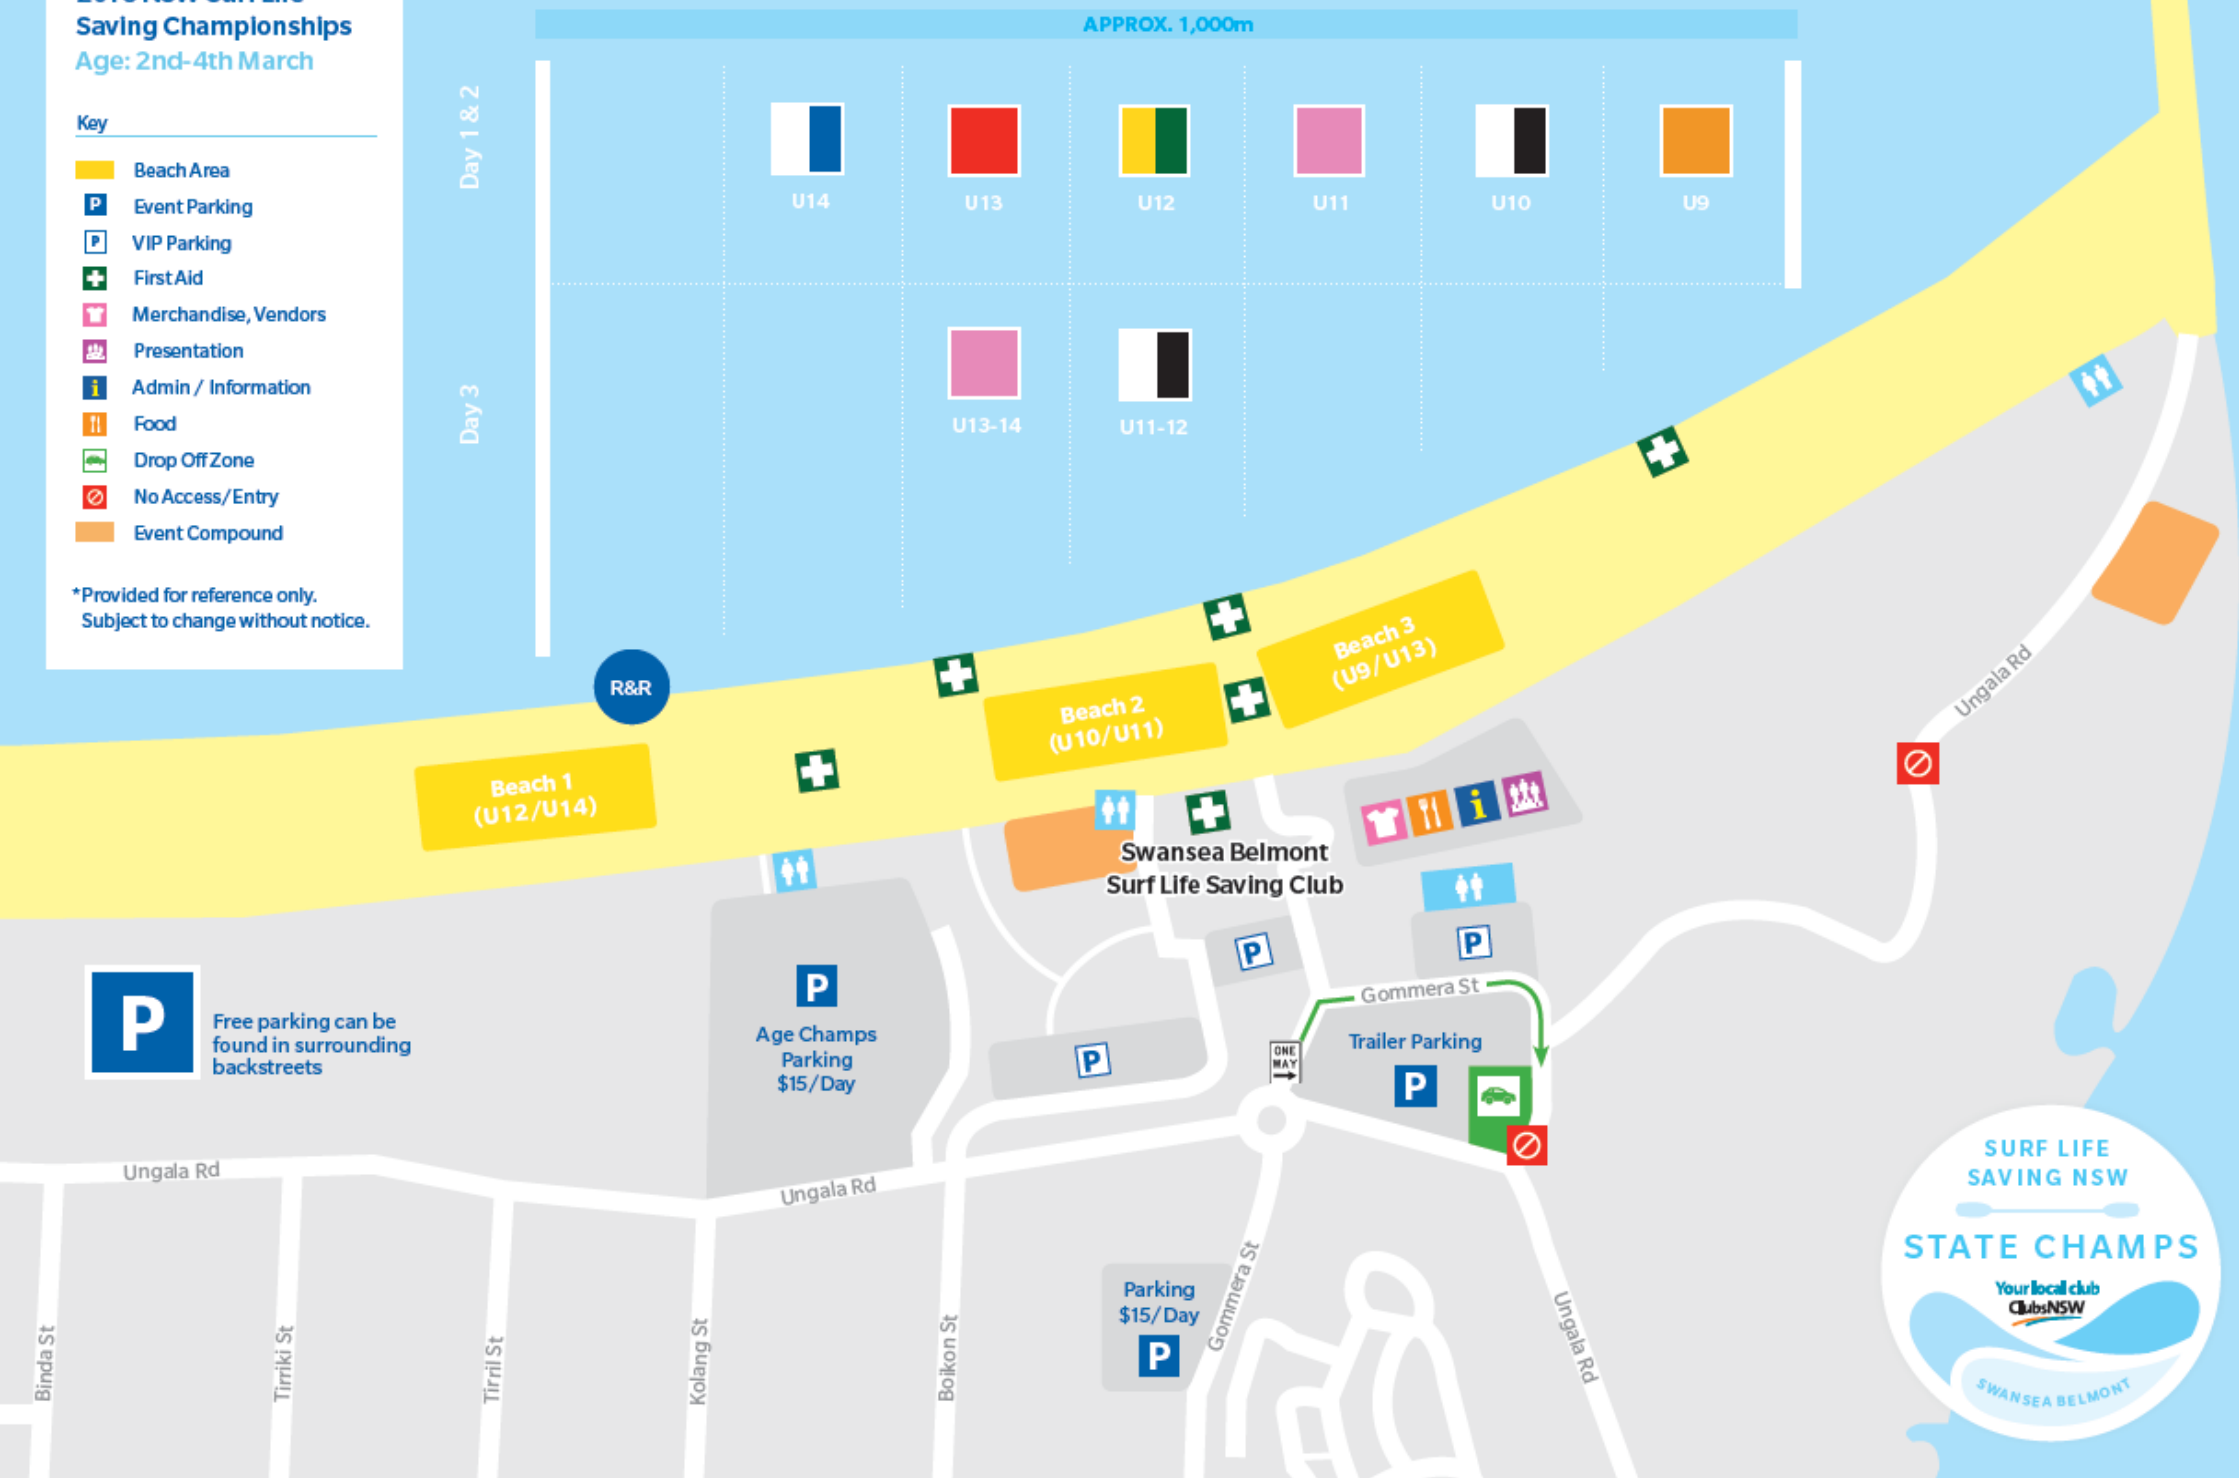 Saving Championships
Age: 2nd-4th March
Key
Beach Area
P
Event Parking
P
VIP Parking
First Aid
Merchandise, Vendors
Presentation
i
Admin / Information
Food
Drop Off Zone
No Access/Entry
Event Compound
*Provided for reference only.
Subject to change without notice.
APPROX. 1,000m
Day 1 & 2
U14
U13
U12
U11
U10
U9
Day 3
U13-14
U11-12
R&R
Beach 1
(U12/U14)
Beach 2
(U10/U11)
Beach 3
(U9/U13)
i
Swansea Belmont
Surf Life Saving Club
Ungala Rd
P
P
P
Free parking can be
found in surrounding
backstreets
P
Age Champs
Parking
$15/Day
P
Gommera St
ONE
WAY
Trailer Parking
P
Ungala Rd
Ungala Rd
Binda St
Tirriki St
Tirril St
Kolang St
Boikon St
Parking
$15/Day
P
Gommera St
Ungala Rd
SURF LIFE
SAVING NSW
STATE CHAMPS
Your local club
ClubsNSW
SWANSEA BELMONT